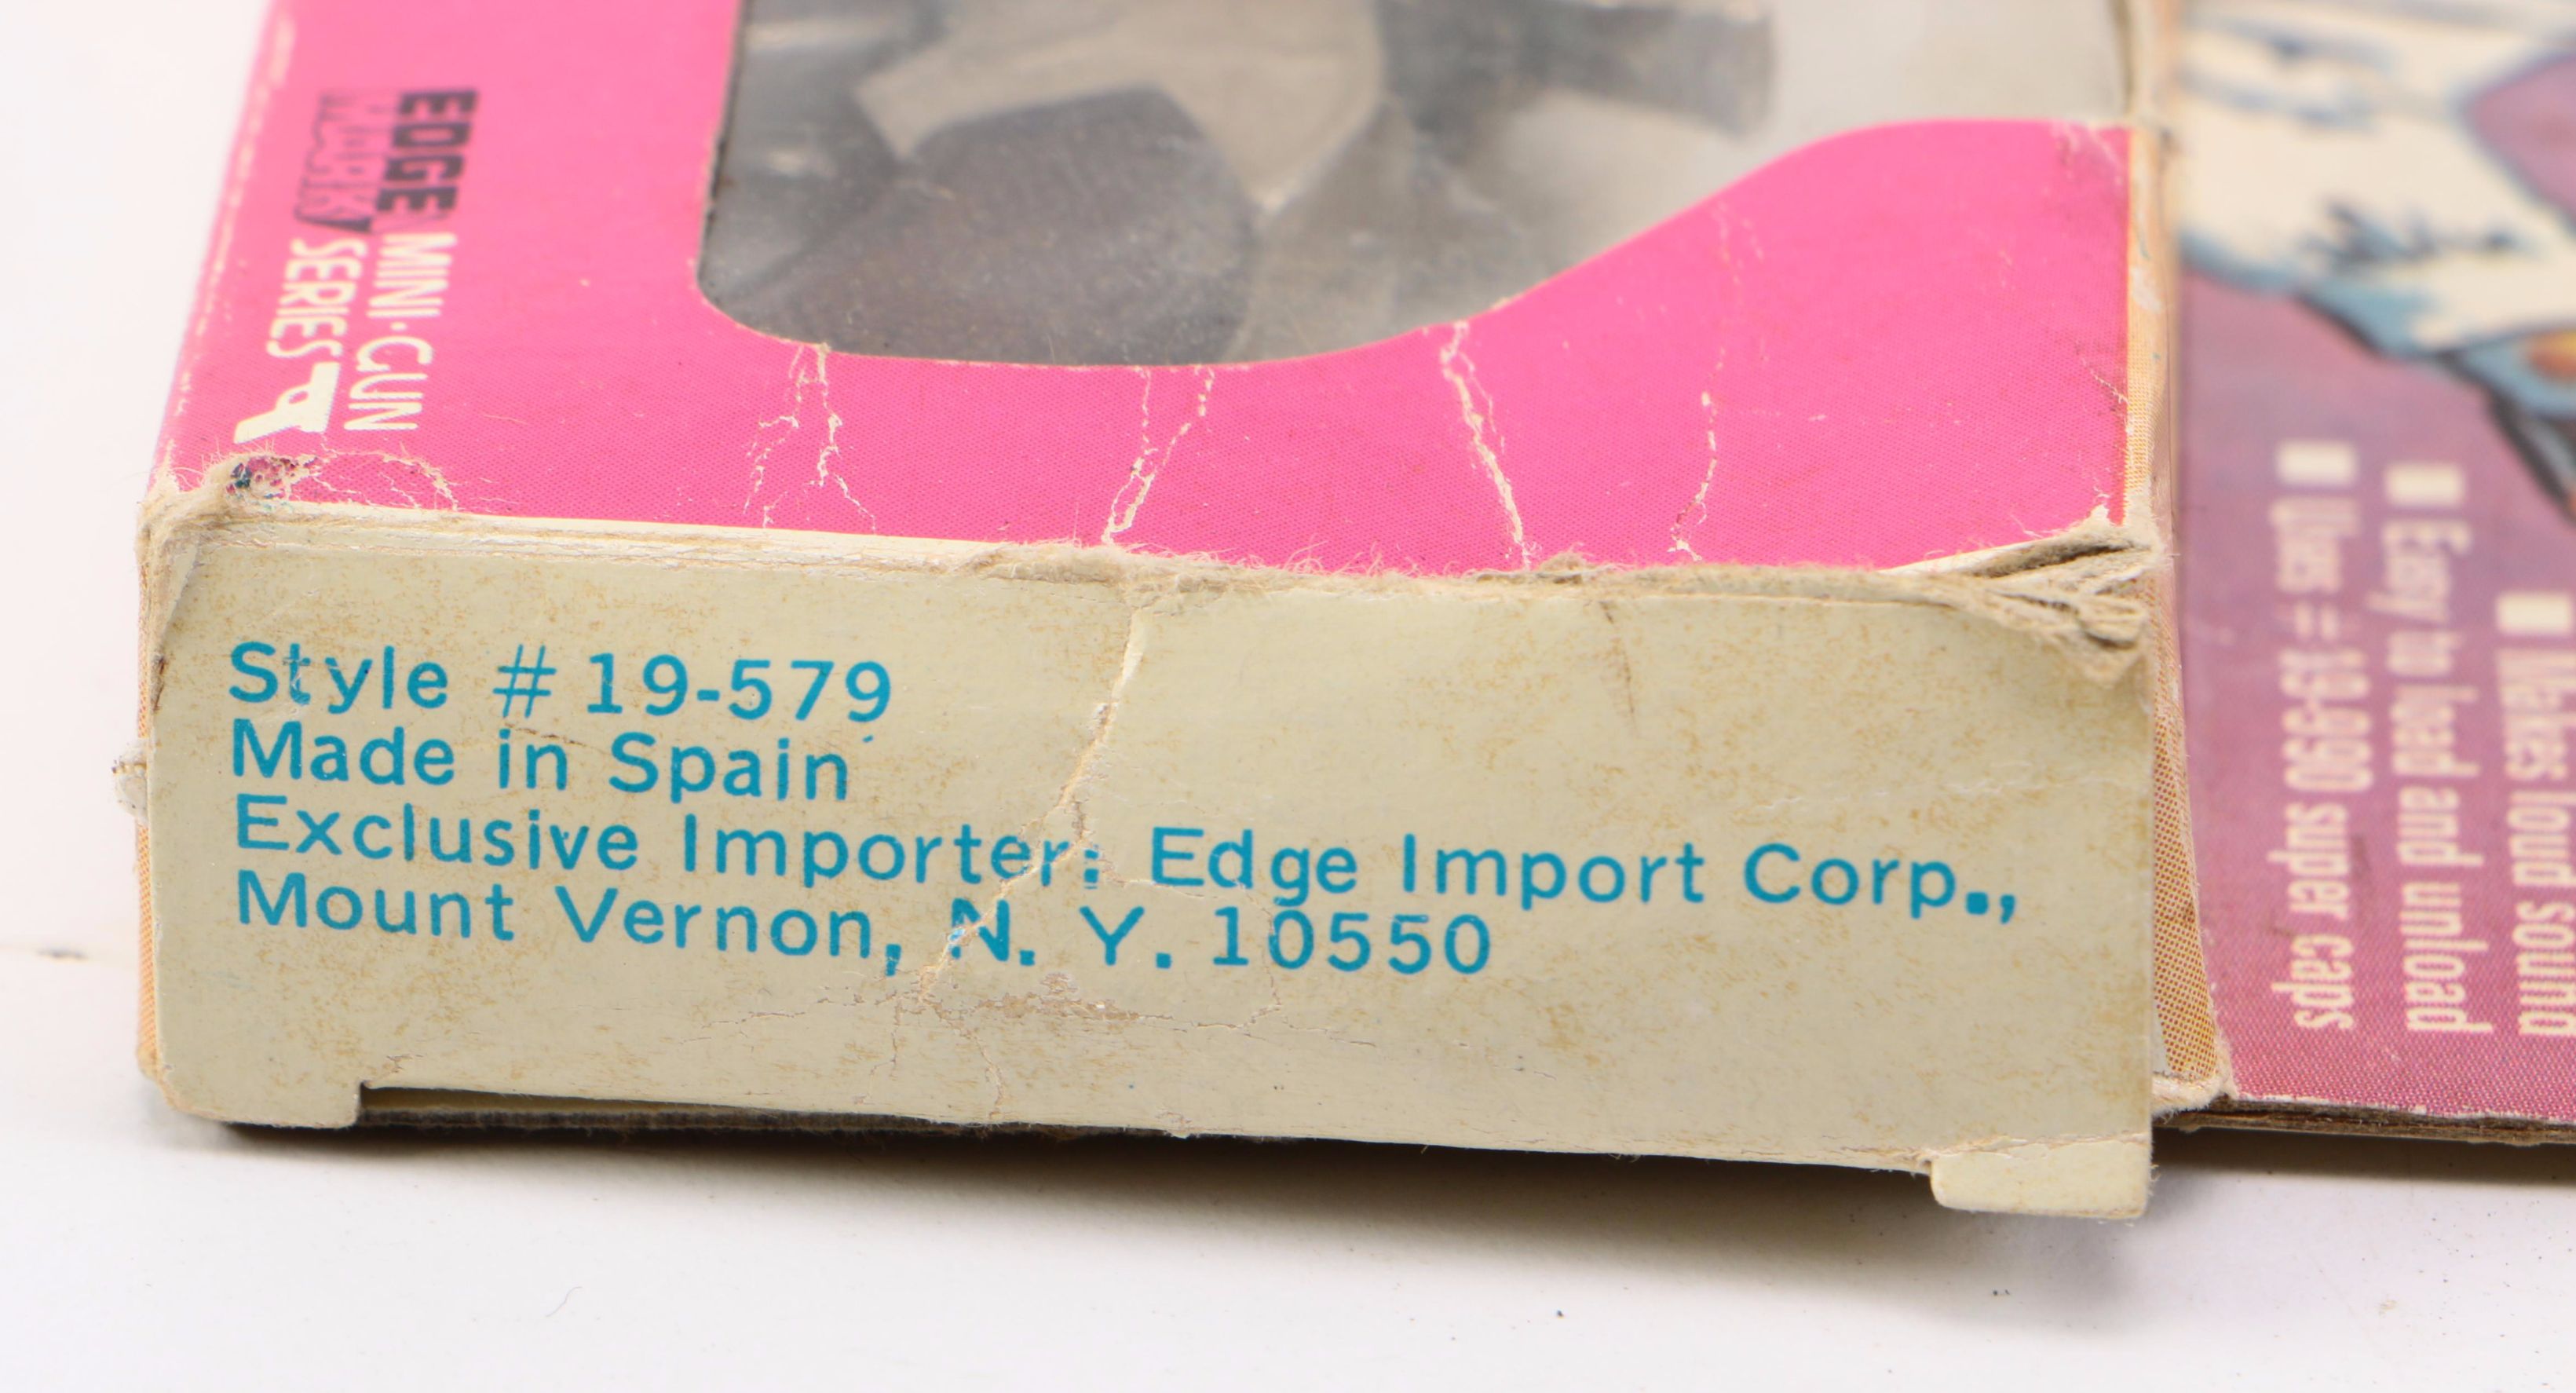 EDGE MINI-GUN
SERIES
Style # 19-579
Made in Spain
Exclusive Importer: Edge Import Corp.,
Mount Vernon, N. Y. 10550
Makes loud sound
Easy to load and unload
Uses # 19-990 super caps